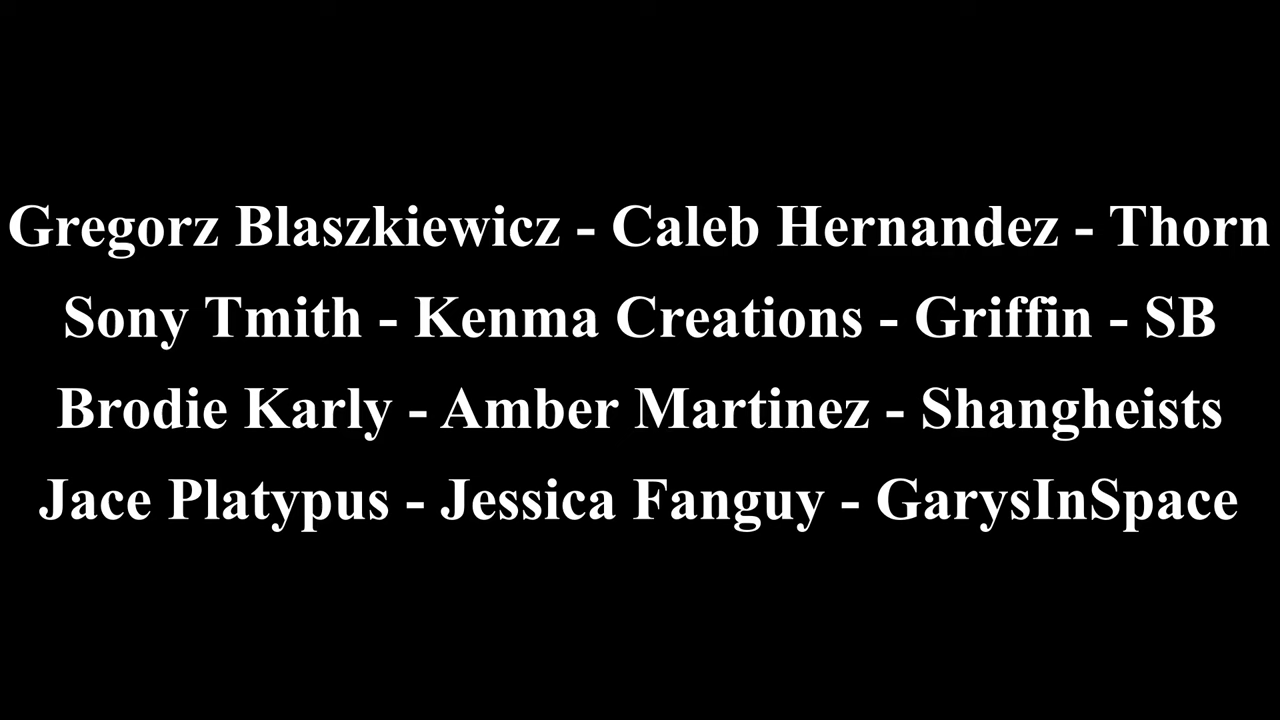 Gregorz Blaszkiewicz - Caleb Hernandez - Thorn
Sony Tmith - Kenma Creations - Griffin - SB
Brodie Karly - Amber Martinez - Shangheists
Jace Platypus - Jessica Fanguy - GarysInSpace